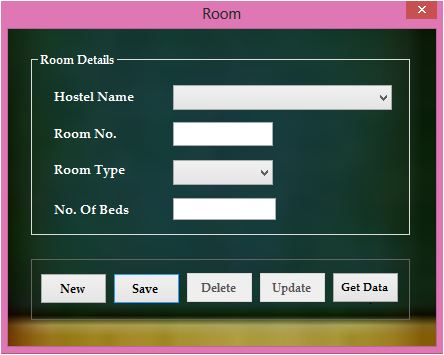 Room
Room Details
Hostel Name
Room No.
Room Type
No. Of Beds
New Save Delete Update Get Data